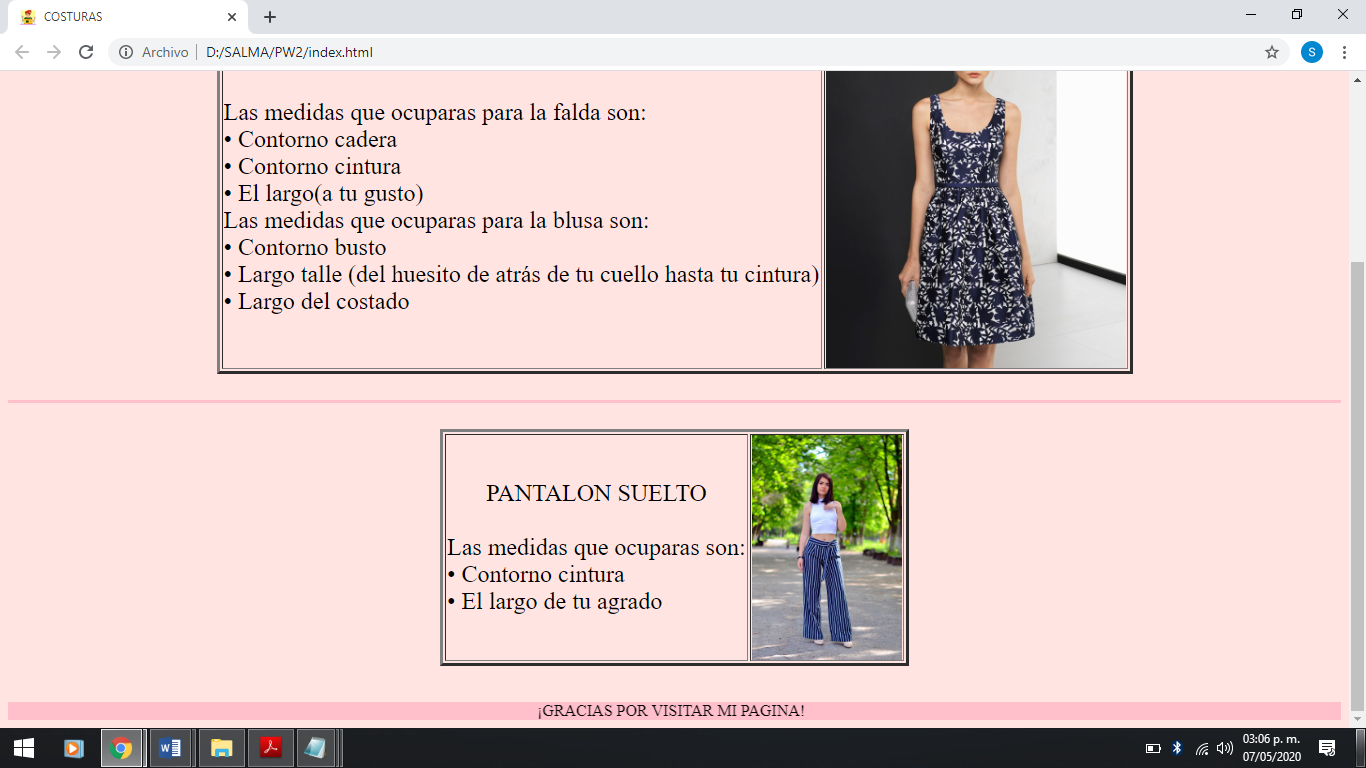 COSTURAS
Archivo D:/SALMA/PW2/index.html
S
Las medidas que ocuparas para la falda son:
• Contorno cadera
• Contorno cintura
• El largo(a tu gusto)
Las medidas que ocuparas para la blusa son:
• Contorno busto
• Largo talle (del huesito de atrás de tu cuello hasta tu cintura)
• Largo del costado
PANTALON SUELTO
Las medidas que ocuparas son:
• Contorno cintura
• El largo de tu agrado
¡GRACIAS POR VISITAR MI PAGINA!
03:06 p. m.
07/05/2020